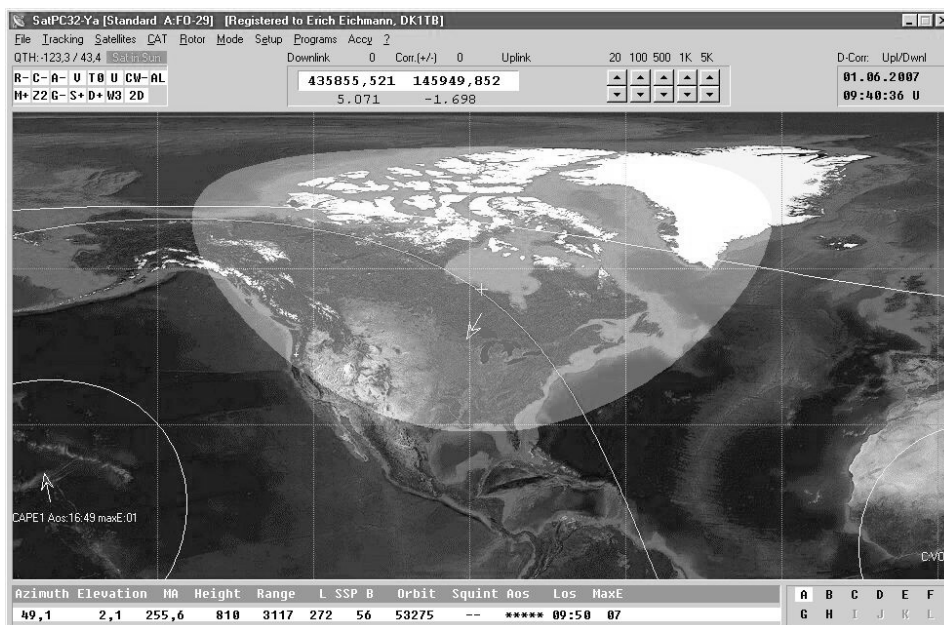 SatPC32-Ya [Standard A:FO-29] [Registered to Erich Eichmann, DK1TB]
File Tracking Satellites CAT Rotor Mode Setup Programs Accy ?
QTH:-123,3 / 43,4 Sat in Sun Downlink 0 Corr.(+/-) 0 Uplink 20 100 500 1K 5K D-Corr: Upl/Dwnl
R- C- A- V T0 U CW- AL 435855,521 145949,852 01.06.2007
M+ Z2 G- S+ D+ W3 2D 5.071 -1.698 09:40:36 U
CAPE1 Aos:16:49 maxE:01
C:VO
Azimuth Elevation MA Height Range L SSP B Orbit Squint Aos Los MaxE A B C D E F
49,1 2,1 255,6 810 3117 272 56 53275 -- ***** 09:50 07 G H I J K L